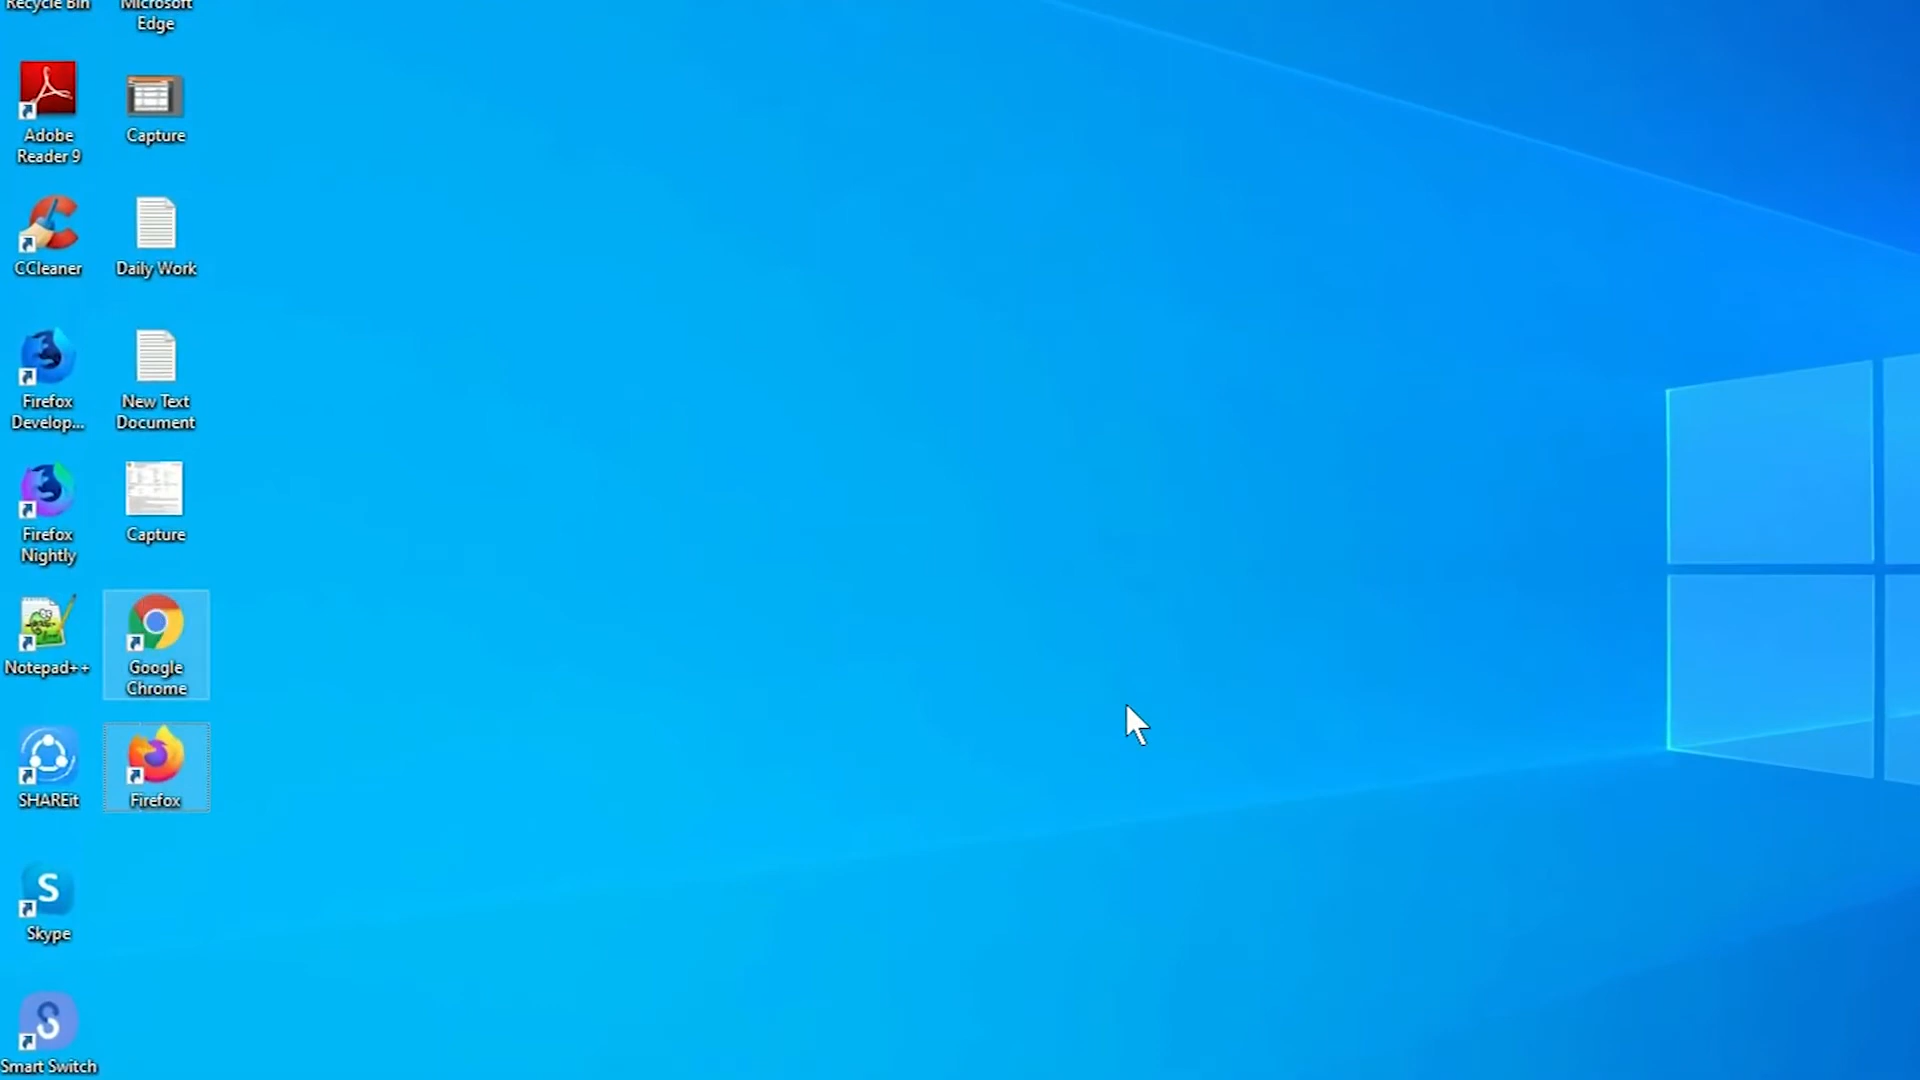 Recycle Bin
Microsoft
Edge
Adobe
Reader 9
Capture
CCleaner
Daily Work
Firefox
Develop...
New Text
Document
Firefox
Nightly
Capture
Notepad++
Google
Chrome
SHAREit
Firefox
Skype
Smart Switch